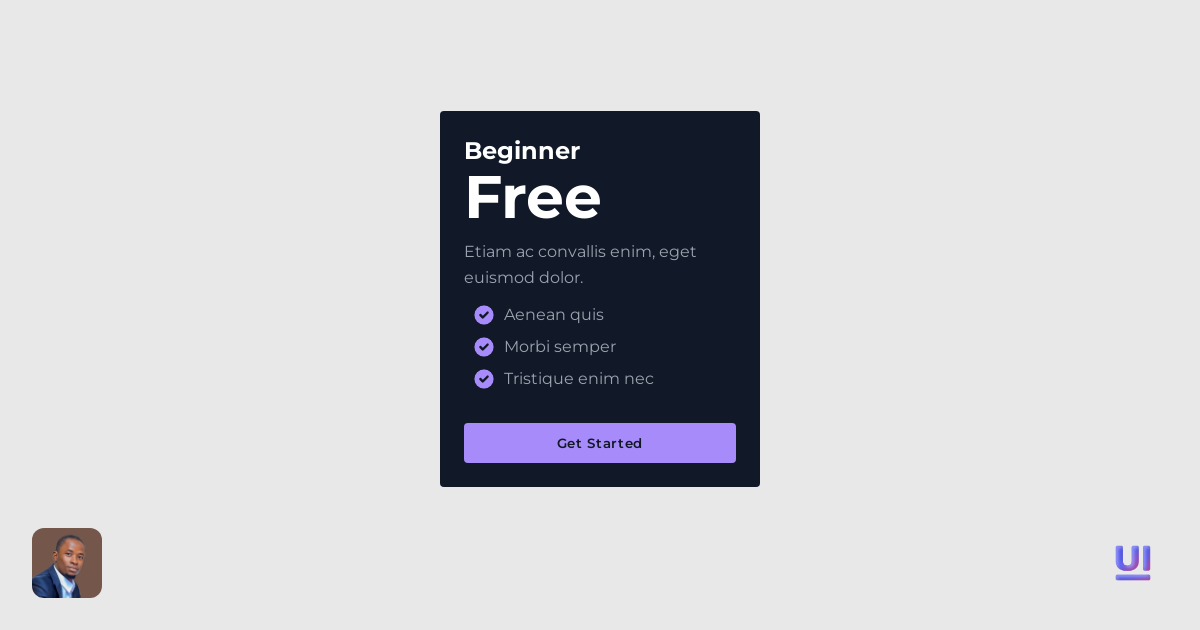 Beginner
Free
Etiam ac convallis enim, eget
euismod dolor.
Aenean quis
Morbi semper
Tristique enim nec
Get Started
UI